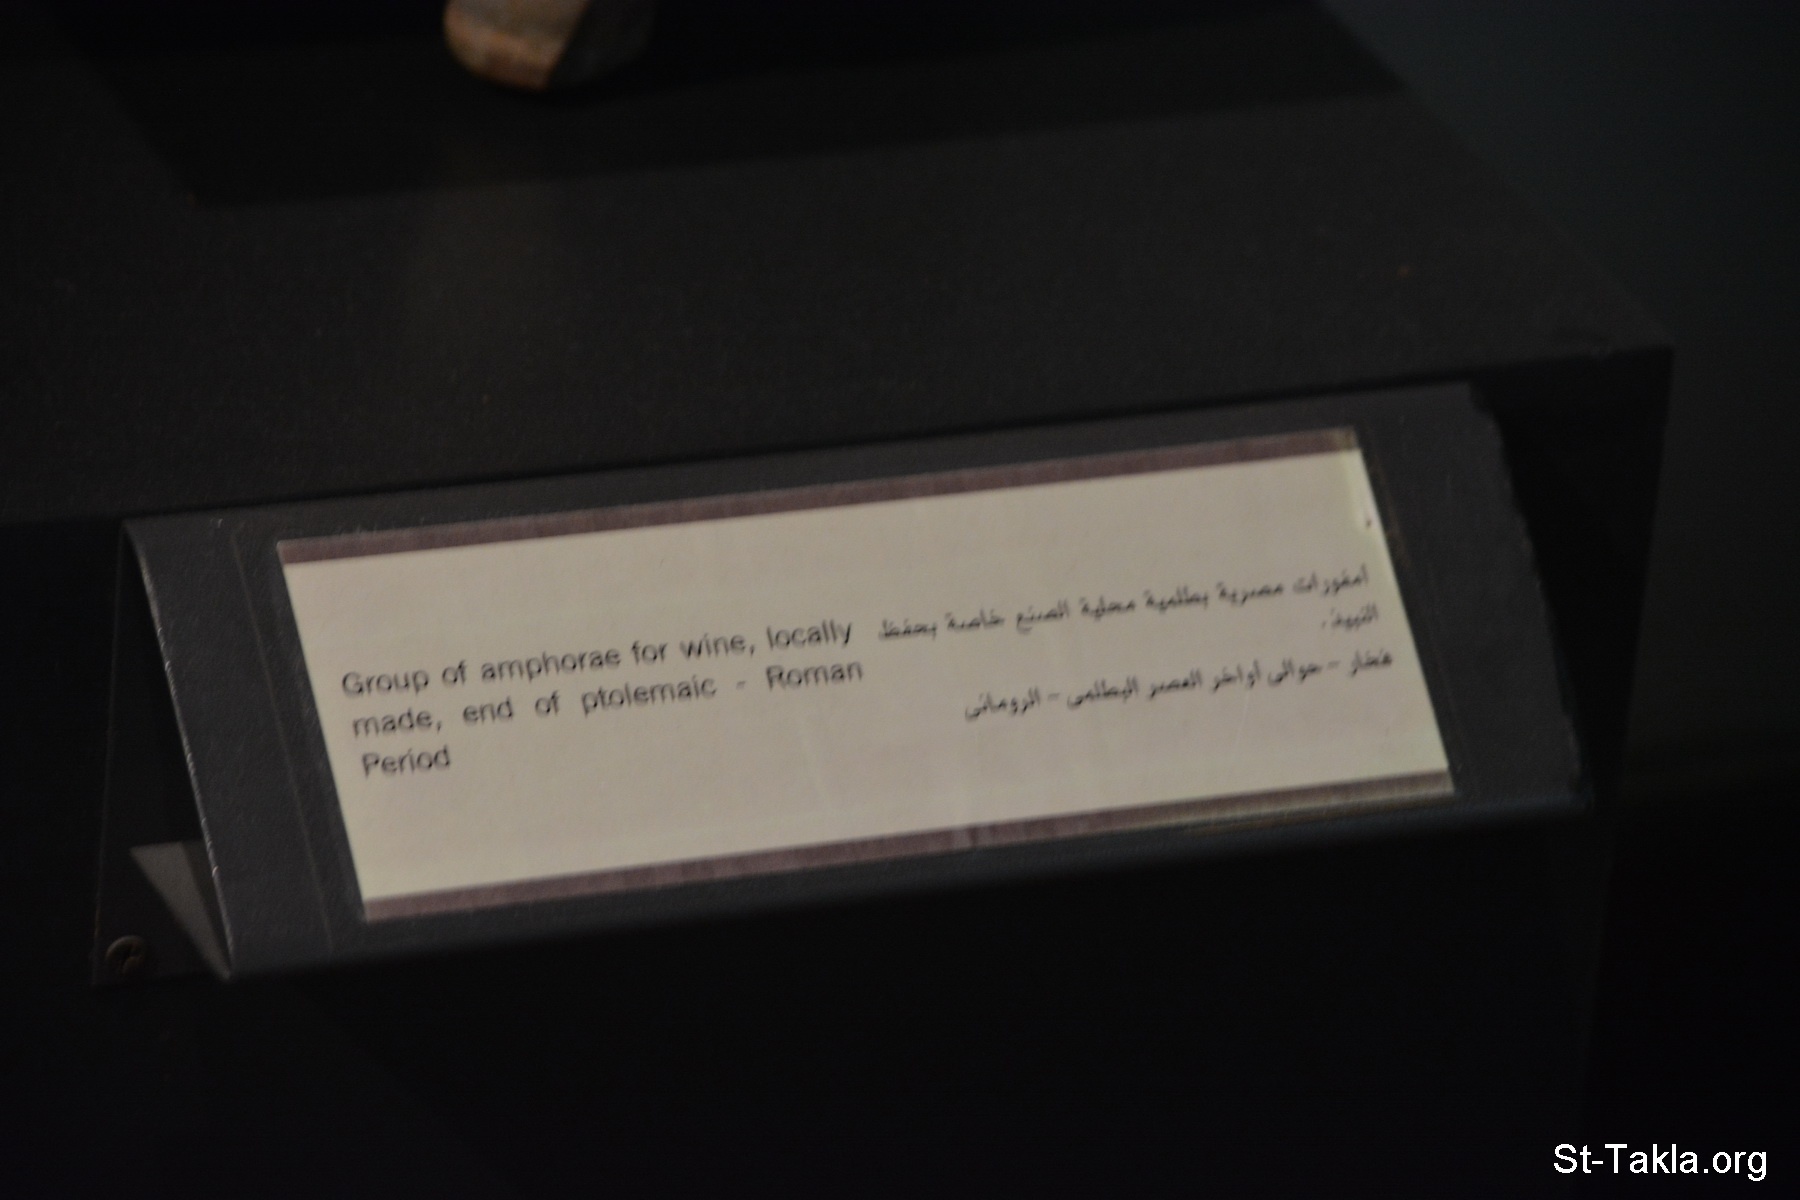 Group of amphorae for wine, locally
made, end of ptolemaic - Roman
Period
أمفورات مصرية بطلمية محلية الصنع خاصة بحفظ
النبيذ.
فخار – حوالى أواخر العصر البطلمى – الرومانى
St-Takla.org